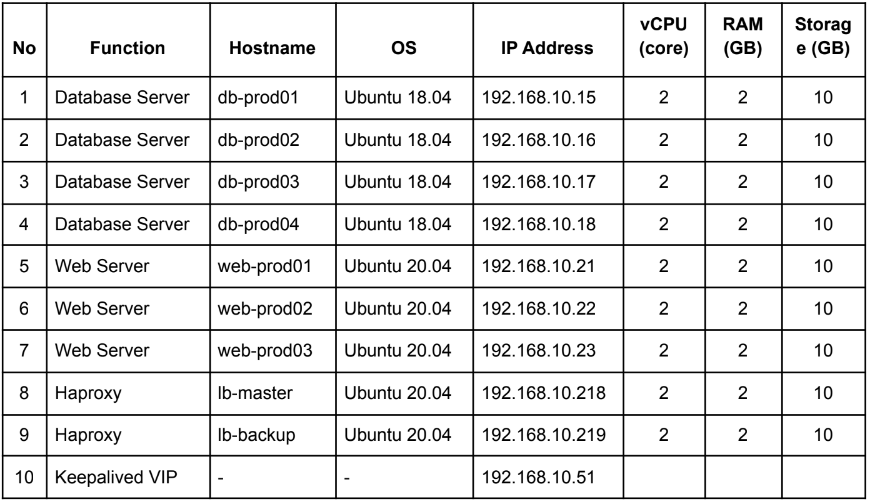 No Function Hostname OS IP Address vCPU (core) RAM (GB) Storag e (GB)
1 Database Server db-prod01 Ubuntu 18.04 192.168.10.15 2 2 10
2 Database Server db-prod02 Ubuntu 18.04 192.168.10.16 2 2 10
3 Database Server db-prod03 Ubuntu 18.04 192.168.10.17 2 2 10
4 Database Server db-prod04 Ubuntu 18.04 192.168.10.18 2 2 10
5 Web Server web-prod01 Ubuntu 20.04 192.168.10.21 2 2 10
6 Web Server web-prod02 Ubuntu 20.04 192.168.10.22 2 2 10
7 Web Server web-prod03 Ubuntu 20.04 192.168.10.23 2 2 10
8 Haproxy lb-master Ubuntu 20.04 192.168.10.218 2 2 10
9 Haproxy lb-backup Ubuntu 20.04 192.168.10.219 2 2 10
10 Keepalived VIP - - 192.168.10.51